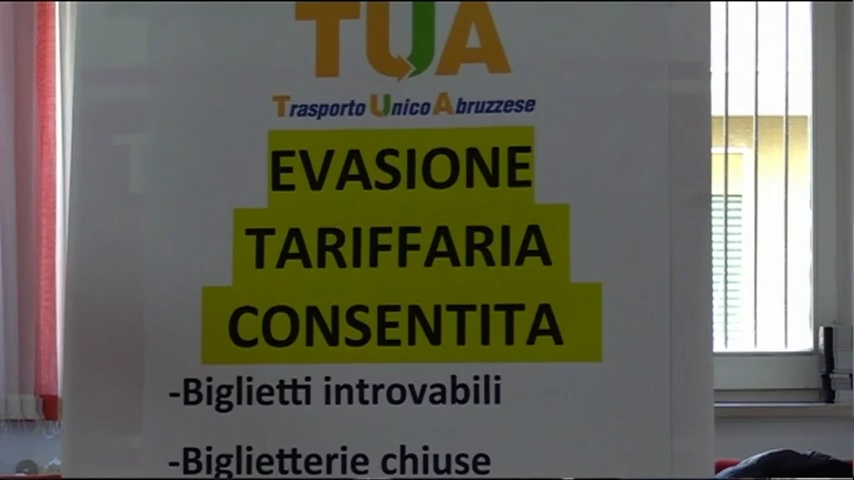 TUA
Trasporto Unico Abruzzese
EVASIONE
TARIFFARIA
CONSENTITA
-Biglietti introvabili
-Biglietterie chiuse